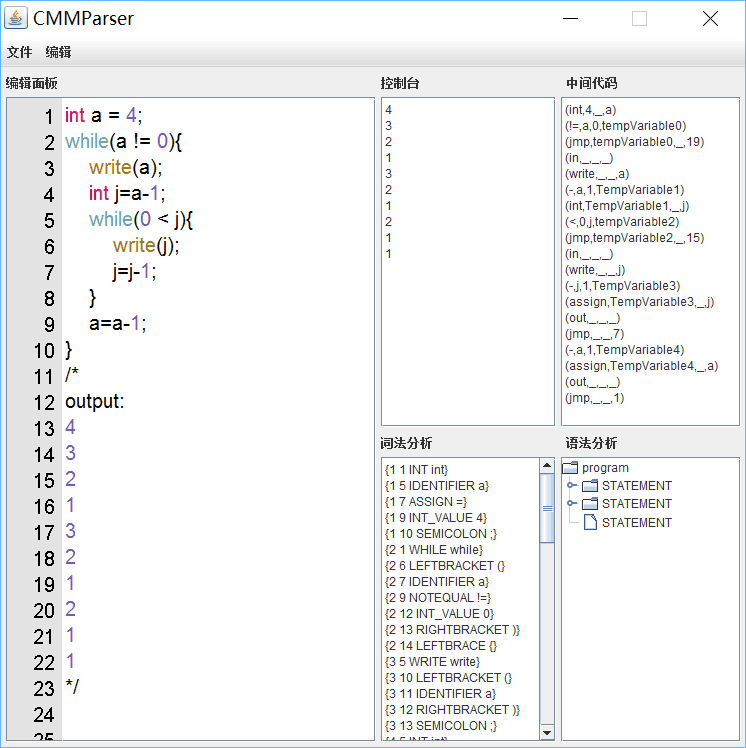 CMMParser
文件 编辑
编辑面板
1 int a = 4;
2 while(a != 0){
3 write(a);
4 int j=a-1;
5 while(0 < j){
6 write(j);
7 j=j-1;
8 }
9 a=a-1;
10 }
11 /*
12 output:
13 4
14 3
15 2
16 1
17 3
18 2
19 1
20 2
21 1
22 1
23 */
24
25
控制台
4
3
2
1
3
2
1
2
1
1
中间代码
(int,4,_,a)
(!=,a,0,tempVariable0)
(jmp,tempVariable0,_,19)
(in,_,_,_)
(write,_,_,a)
(-,a,1,TempVariable1)
(int,TempVariable1,_,j)
(<,0,j,tempVariable2)
(jmp,tempVariable2,_,15)
(in,_,_,_)
(write,_,_,j)
(-,j,1,TempVariable3)
(assign,TempVariable3,_,j)
(out,_,_,_)
(jmp,_,_,7)
(-,a,1,TempVariable4)
(assign,TempVariable4,_,a)
(out,_,_,_)
(jmp,_,_,1)
词法分析
{1 1 INT int}
{1 5 IDENTIFIER a}
{1 7 ASSIGN =}
{1 9 INT_VALUE 4}
{1 10 SEMICOLON ;}
{2 1 WHILE while}
{2 6 LEFTBRACKET (}
{2 7 IDENTIFIER a}
{2 9 NOTEQUAL !=}
{2 12 INT_VALUE 0}
{2 13 RIGHTBRACKET )}
{2 14 LEFTBRACE {}
{3 5 WRITE write}
{3 10 LEFTBRACKET (}
{3 11 IDENTIFIER a}
{3 12 RIGHTBRACKET )}
{3 13 SEMICOLON ;}
{4 5 INT int}
语法分析
program
STATEMENT
STATEMENT
STATEMENT